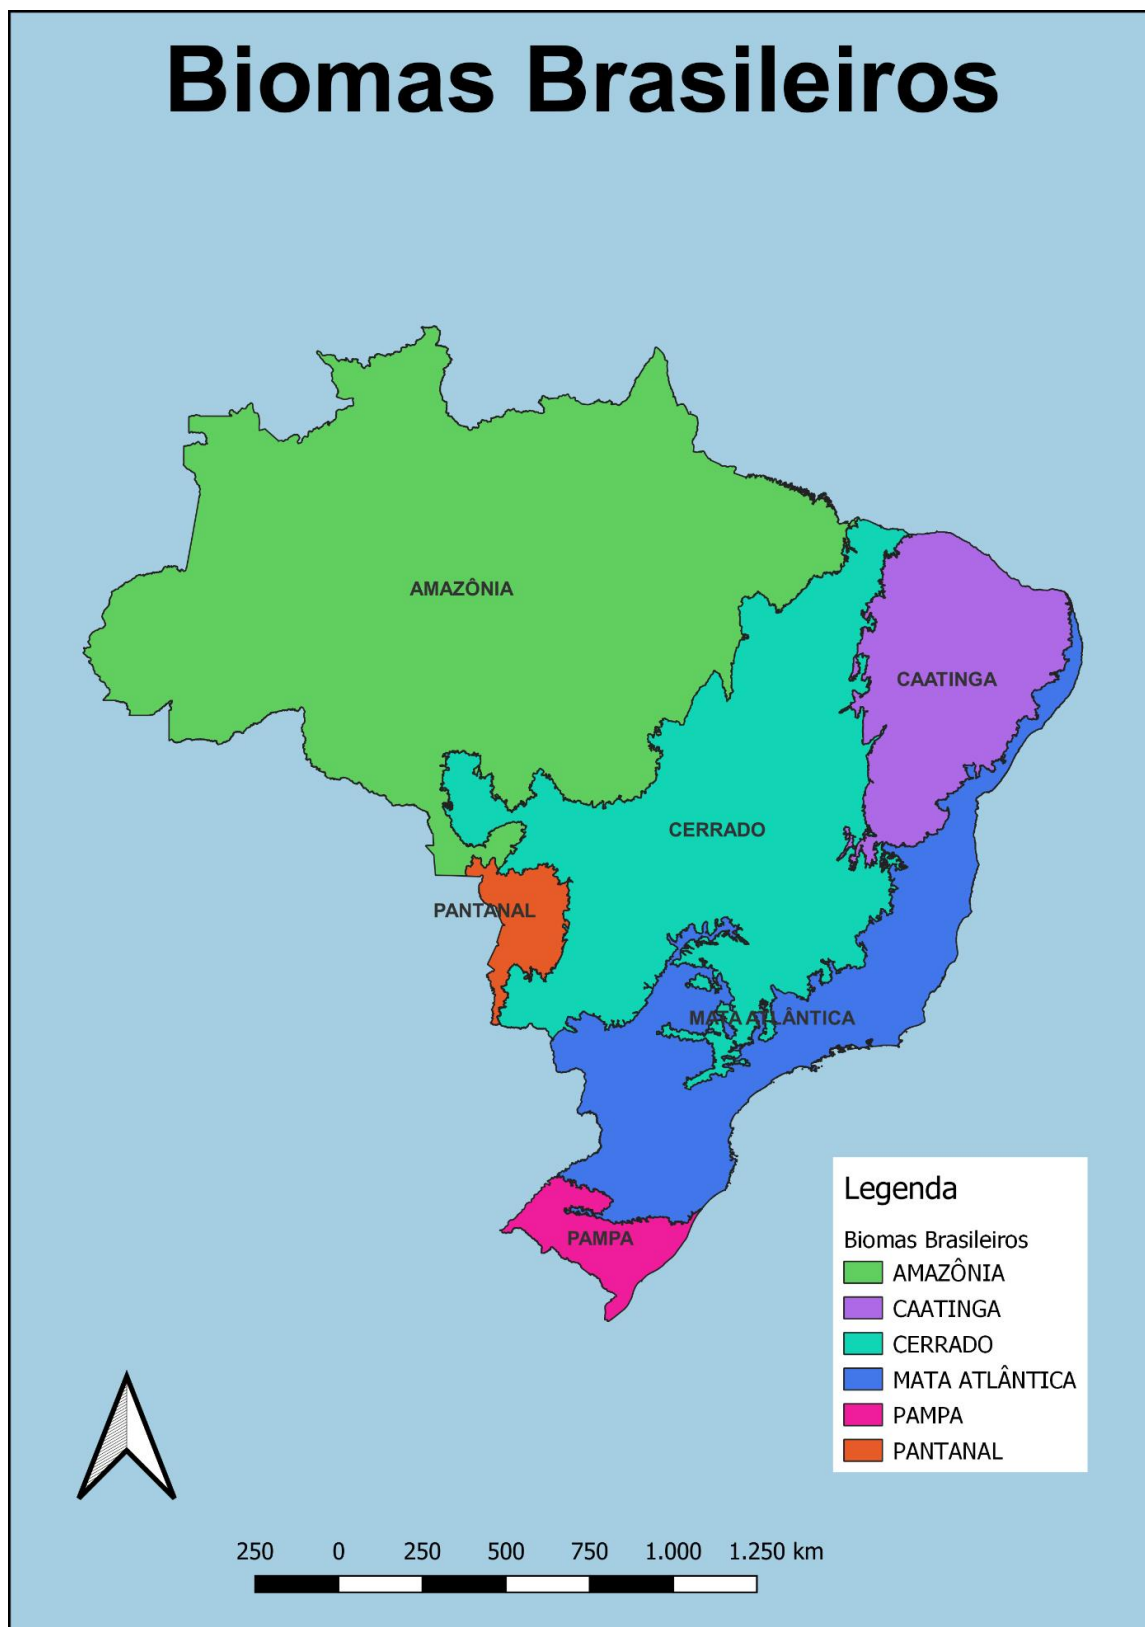 Biomas Brasileiros
AMAZÔNIA
CAATINGA
CERRADO
PANTANAL
MATA ATLÂNTICA
PAMPA
Legenda
Biomas Brasileiros
AMAZÔNIA
CAATINGA
CERRADO
MATA ATLÂNTICA
PAMPA
PANTANAL
250 0 250 500 750 1.000 1.250 km